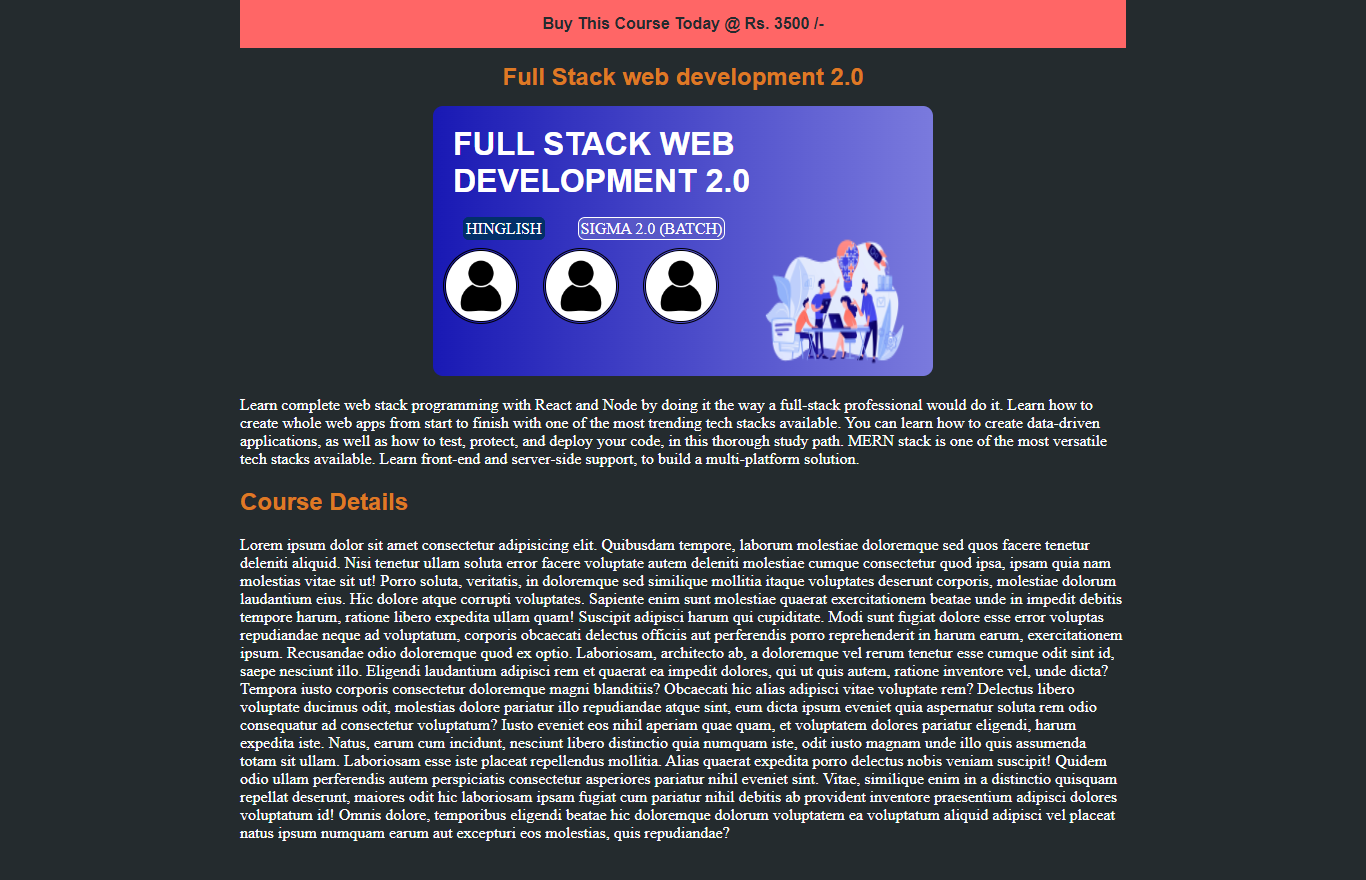 Buy This Course Today @ Rs. 3500 /-
Full Stack web development 2.0
FULL STACK WEB
DEVELOPMENT 2.0
HINGLISH
SIGMA 2.0 (BATCH)
Learn complete web stack programming with React and Node by doing it the way a full-stack professional would do it. Learn how to
create whole web apps from start to finish with one of the most trending tech stacks available. You can learn how to create data-driven
applications, as well as how to test, protect, and deploy your code, in this thorough study path. MERN stack is one of the most versatile
tech stacks available. Learn front-end and server-side support, to build a multi-platform solution.
Course Details
Lorem ipsum dolor sit amet consectetur adipisicing elit. Quibusdam tempore, laborum molestiae doloremque sed quos facere tenetur
deleniti aliquid. Nisi tenetur ullam soluta error facere voluptate autem deleniti molestiae cumque consectetur quod ipsa, ipsam quia nam
molestias vitae sit ut! Porro soluta, veritatis, in doloremque sed similique mollitia itaque voluptates deserunt corporis, molestiae dolorum
laudantium eius. Hic dolore atque corrupti voluptates. Sapiente enim sunt molestiae quaerat exercitationem beatae unde in impedit debitis
tempore harum, ratione libero expedita ullam quam! Suscipit adipisci harum qui cupiditate. Modi sunt fugiat dolore esse error voluptas
repudiandae neque ad voluptatum, corporis obcaecati delectus officiis aut perferendis porro reprehenderit in harum earum, exercitationem
ipsum. Recusandae odio doloremque quod ex optio. Laboriosam, architecto ab, a doloremque vel rerum tenetur esse cumque odit sint id,
saepe nesciunt illo. Eligendi laudantium adipisci rem et quaerat ea impedit dolores, qui ut quis autem, ratione inventore vel, unde dicta?
Tempora iusto corporis consectetur doloremque magni blanditiis? Obcaecati hic alias adipisci vitae voluptate rem? Delectus libero
voluptate ducimus odit, molestias dolore pariatur illo repudiandae atque sint, eum dicta ipsum eveniet quia aspernatur soluta rem odio
consequatur ad consectetur voluptatum? Iusto eveniet eos nihil aperiam quae quam, et voluptatem dolores pariatur eligendi, harum
expedita iste. Natus, earum cum incidunt, nesciunt libero distinctio quia numquam iste, odit iusto magnam unde illo quis assumenda
totam sit ullam. Laboriosam esse iste placeat repellendus mollitia. Alias quaerat expedita porro delectus nobis veniam suscipit! Quidem
odio ullam perferendis autem perspiciatis consectetur asperiores pariatur nihil eveniet sint. Vitae, similique enim in a distinctio quisquam
repellat deserunt, maiores odit hic laboriosam ipsam fugiat cum pariatur nihil debitis ab provident inventore praesentium adipisci dolores
voluptatum id! Omnis dolore, temporibus eligendi beatae hic doloremque dolorum voluptatem ea voluptatum aliquid adipisci vel placeat
natus ipsum numquam earum aut excepturi eos molestias, quis repudiandae?